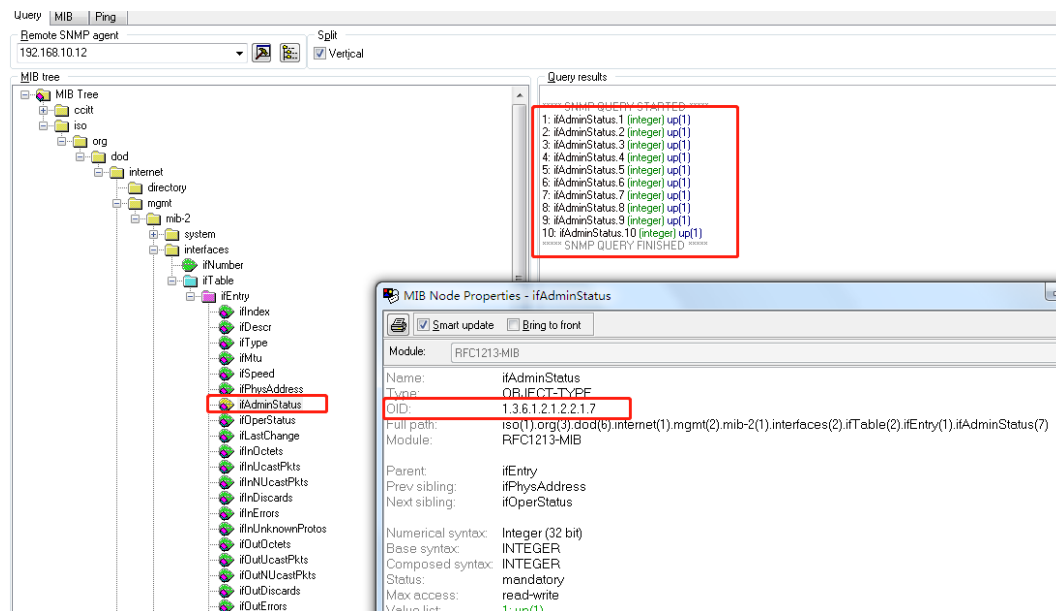 Query MIB Ping
Remote SNMP agent
192.168.10.12
Split
Vertical
MIB tree
MIB Tree
ccitt
iso
org
dod
internet
directory
mgmt
mib-2
system
interfaces
ifNumber
ifTable
ifEntry
ifIndex
ifDescr
ifType
ifMtu
ifSpeed
ifPhysAddress
ifAdminStatus
ifOperStatus
ifLastChange
ifInOctets
ifInUcastPkts
ifInNUcastPkts
ifInDiscards
ifInErrors
ifInUnknownProtos
ifOutOctets
ifOutUcastPkts
ifOutNUcastPkts
ifOutDiscards
ifOutErrors
Query results
***** SNMP QUERY STARTED *****
1: ifAdminStatus.1 (integer) up(1)
2: ifAdminStatus.2 (integer) up(1)
3: ifAdminStatus.3 (integer) up(1)
4: ifAdminStatus.4 (integer) up(1)
5: ifAdminStatus.5 (integer) up(1)
6: ifAdminStatus.6 (integer) up(1)
7: ifAdminStatus.7 (integer) up(1)
8: ifAdminStatus.8 (integer) up(1)
9: ifAdminStatus.9 (integer) up(1)
10: ifAdminStatus.10 (integer) up(1)
***** SNMP QUERY FINISHED *****
MIB Node Properties - ifAdminStatus
Smart update Bring to front
Module: RFC1213-MIB
Name: ifAdminStatus
Type: OBJECT-TYPE
OID: 1.3.6.1.2.1.2.2.1.7
Full path: iso(1).org(3).dod(6).internet(1).mgmt(2).mib-2(1).interfaces(2).ifTable(2).ifEntry(1).ifAdminStatus(7)
Module: RFC1213-MIB
Parent: ifEntry
Prev sibling: ifPhysAddress
Next sibling: ifOperStatus
Numerical syntax: Integer (32 bit)
Base syntax: INTEGER
Composed syntax: INTEGER
Status: mandatory
Max access: read-write
Value list: 1: up(1)